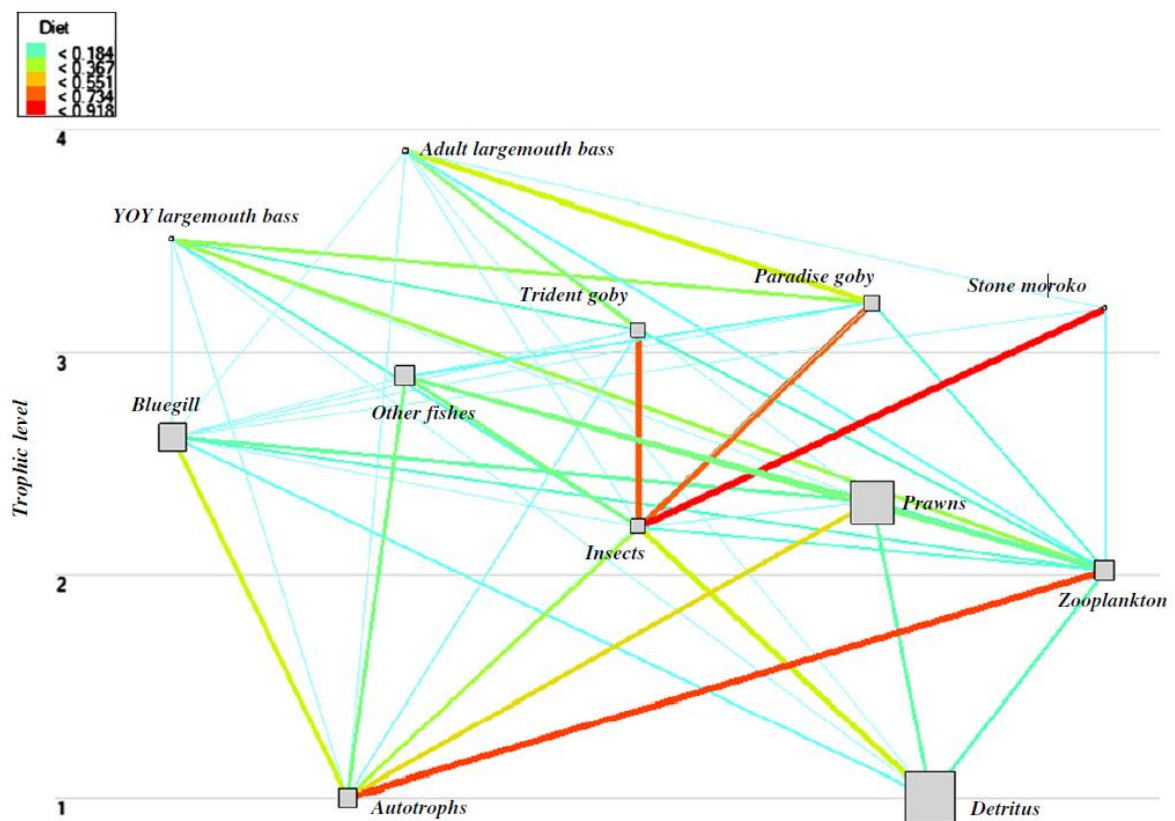 Diet
< 0.184
< 0.367
< 0.551
< 0.734
< 0.918
4
Adult largemouth bass
YOY largemouth bass
Paradise goby
Stone moroko
Trident goby
3
Bluegill
Other fishes
Trophic level
Prawns
Insects
2
Zooplankton
1
Autotrophs
Detritus